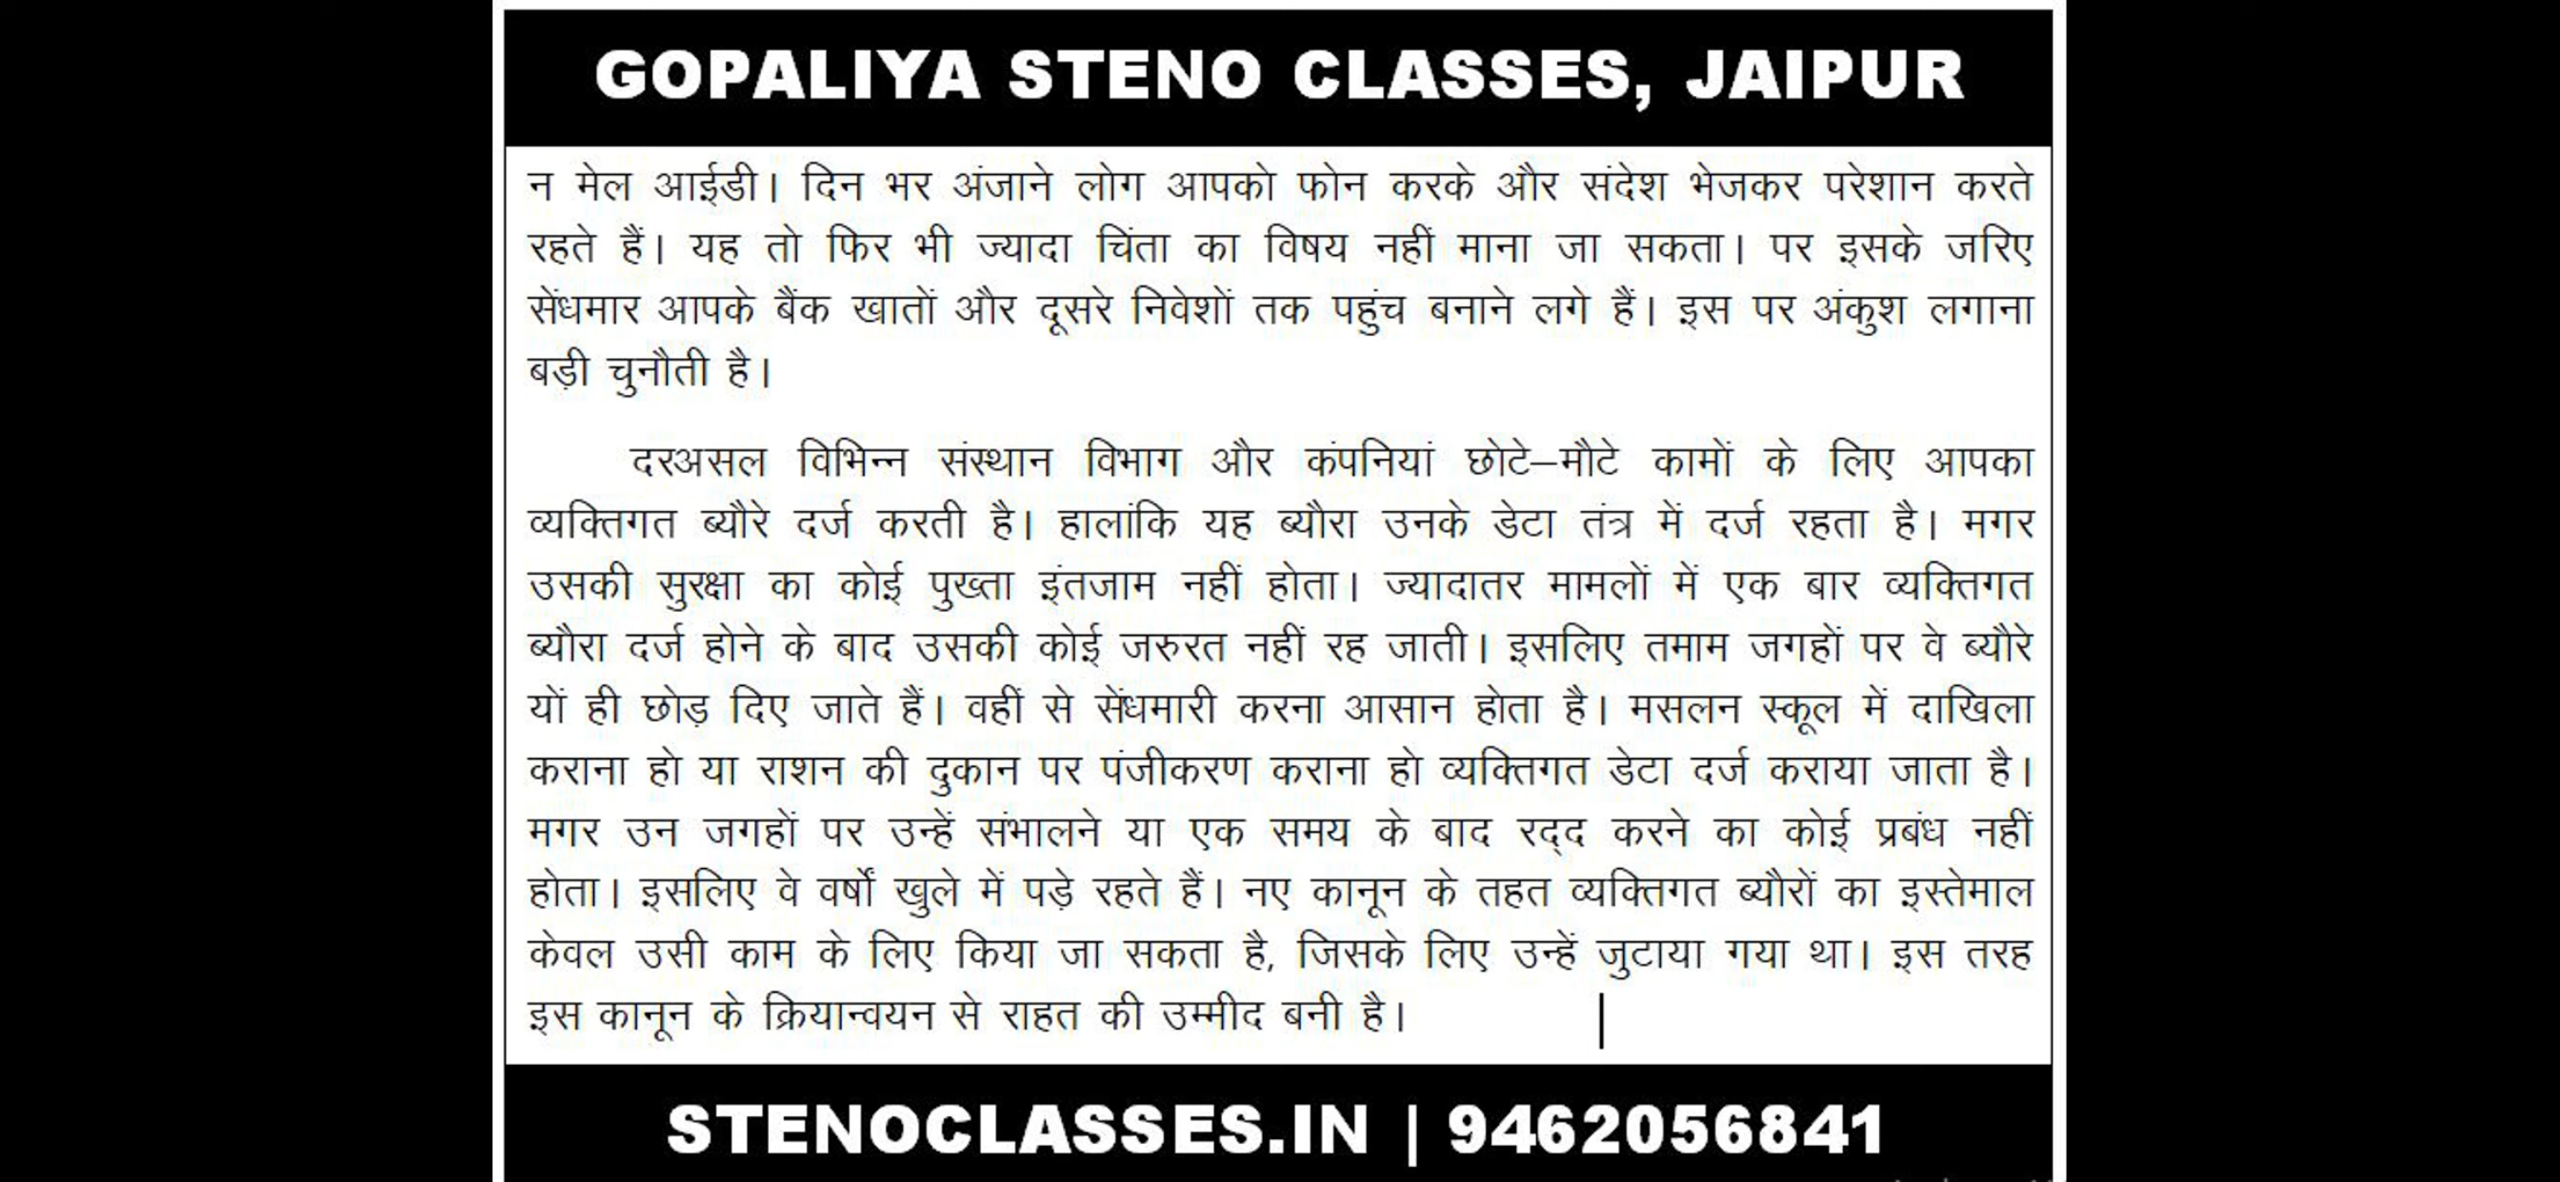 GOPALIYA STENO CLASSES, JAIPUR
न मेल आईडी। दिन भर अंजाने लोग आपको फोन करके और संदेश भेजकर परेशान करते
रहते हैं। यह तो फिर भी ज्यादा चिंता का विषय नहीं माना जा सकता। पर इसके जरिए
सेंधमार आपके बैंक खातों और दूसरे निवेशों तक पहुंच बनाने लगे हैं। इस पर अंकुश लगाना
बड़ी चुनौती है।
दरअसल विभिन्न संस्थान विभाग और कंपनियां छोटे–मौटे कामों के लिए आपका
व्यक्तिगत ब्यौरे दर्ज करती है। हालांकि यह ब्यौरा उनके डेटा तंत्र में दर्ज रहता है। मगर
उसकी सुरक्षा का कोई पुख्ता इंतजाम नहीं होता। ज्यादातर मामलों में एक बार व्यक्तिगत
ब्यौरा दर्ज होने के बाद उसकी कोई जरुरत नहीं रह जाती। इसलिए तमाम जगहों पर वे ब्यौरे
यों ही छोड़ दिए जाते हैं। वहीं से सेंधमारी करना आसान होता है। मसलन स्कूल में दाखिला
कराना हो या राशन की दुकान पर पंजीकरण कराना हो व्यक्तिगत डेटा दर्ज कराया जाता है।
मगर उन जगहों पर उन्हें संभालने या एक समय के बाद रद्द करने का कोई प्रबंध नहीं
होता। इसलिए वे वर्षों खुले में पड़े रहते हैं। नए कानून के तहत व्यक्तिगत ब्यौरों का इस्तेमाल
केवल उसी काम के लिए किया जा सकता है, जिसके लिए उन्हें जुटाया गया था। इस तरह
इस कानून के क्रियान्वयन से राहत की उम्मीद बनी है।
STENOCLASSES.IN | 9462056841